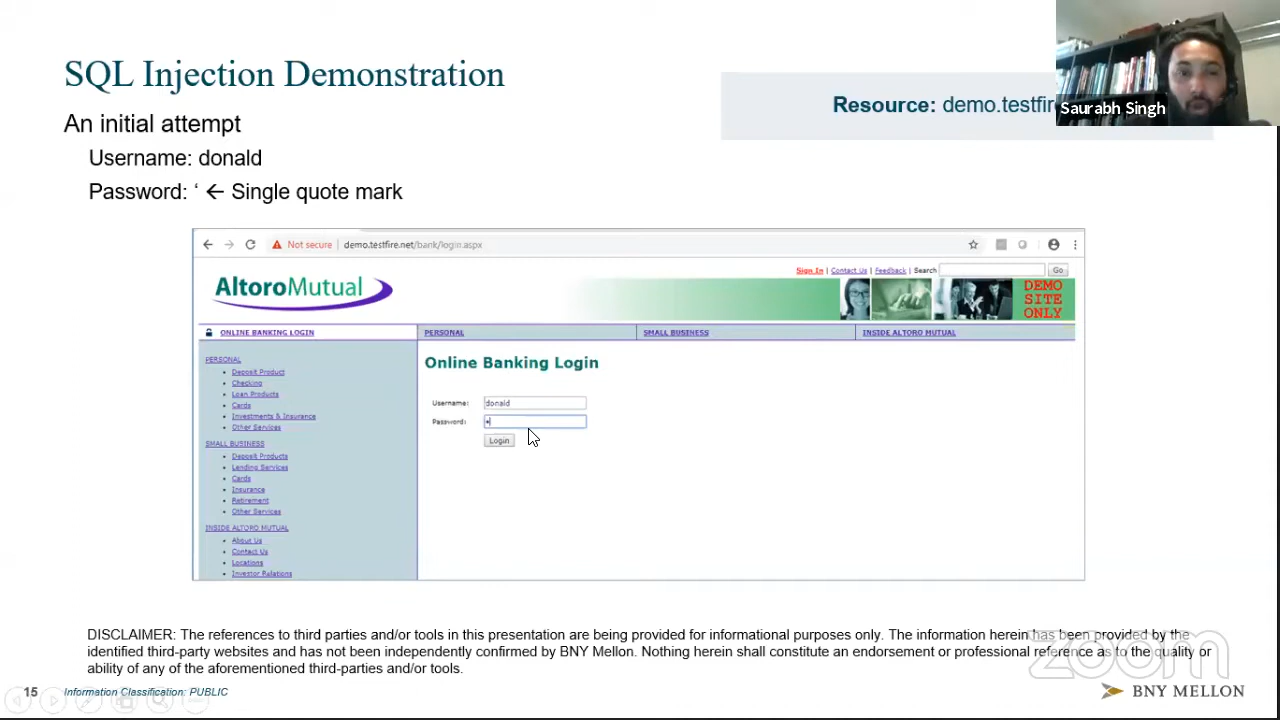 SQL Injection Demonstration
Resource: demo.testfire
Saurabh Singh
An initial attempt
Username: donald
Password: ‘ ← Single quote mark
Not secure | demo.testfire.net/bank/login.aspx
Sign In | Contact Us | Feedback | Search
Go
AltoroMutual
DEMO
SITE
ONLY
ONLINE BANKING LOGIN
PERSONAL
SMALL BUSINESS
INSIDE ALTORO MUTUAL
PERSONAL
Deposit Product
Checking
Loan Products
Cards
Investments & Insurance
Other Services
SMALL BUSINESS
Deposit Products
Lending Services
Cards
Insurance
Retirement
Other Services
INSIDE ALTORO MUTUAL
About Us
Contact Us
Locations
Investor Relations
Online Banking Login
Username: donald
Password: •
Login
DISCLAIMER: The references to third parties and/or tools in this presentation are being provided for informational purposes only. The information herein has been provided by the
identified third-party websites and has not been independently confirmed by BNY Mellon. Nothing herein shall constitute an endorsement or professional reference as to the quality or
ability of any of the aforementioned third-parties and/or tools.
zoom
15 Information Classification: PUBLIC
BNY MELLON